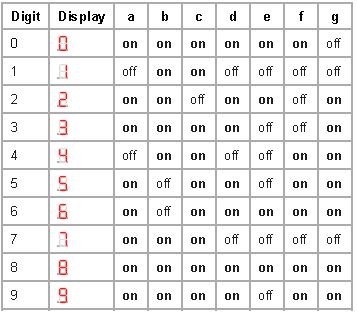 Digit Display a b c d e f g
0 0 on on on on on on off
1 1 off on on off off off off
2 2 on on off on on off on
3 3 on on on on off off on
4 4 off on on off off on on
5 5 on off on on off on on
6 6 on off on on on on on
7 7 on on on off off off off
8 8 on on on on on on on
9 9 on on on on off on on